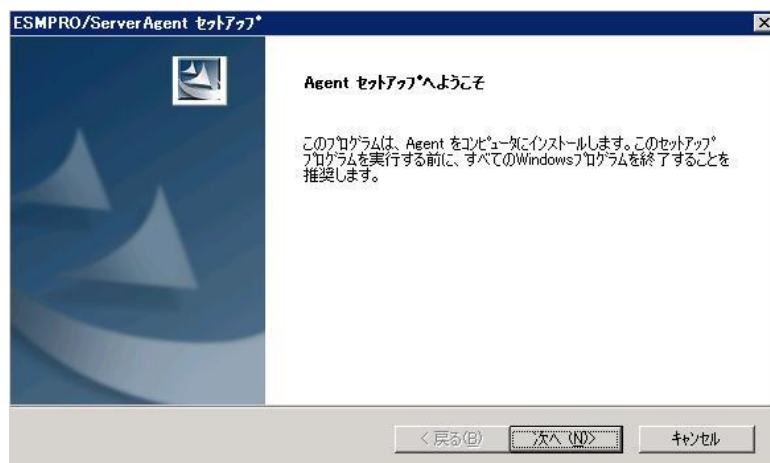 ESMPRO/ServerAgent ｾｯﾄｱｯﾌﾟ
Agent ｾｯﾄｱｯﾌﾟへようこそ
このﾌﾟﾛｸﾞﾗﾑは、Agent をｺﾝﾋﾟｭｰﾀにｲﾝｽﾄｰﾙします。このｾｯﾄｱｯﾌﾟ
ﾌﾟﾛｸﾞﾗﾑを実行する前に、すべてのWindowsﾌﾟﾛｸﾞﾗﾑを終了することを
推奨します。
< 戻る(B)
次へ (N)>
ｷｬﾝｾﾙ